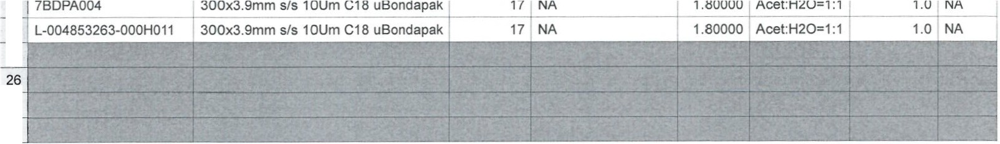 7BDPA004 300x3.9mm s/s 10Um C18 uBondapak 17 NA 1.80000 Acet:H2O=1:1 1.0 NA
L-004853263-000H011 300x3.9mm s/s 10Um C18 uBondapak 17 NA 1.80000 Acet:H2O=1:1 1.0 NA
26